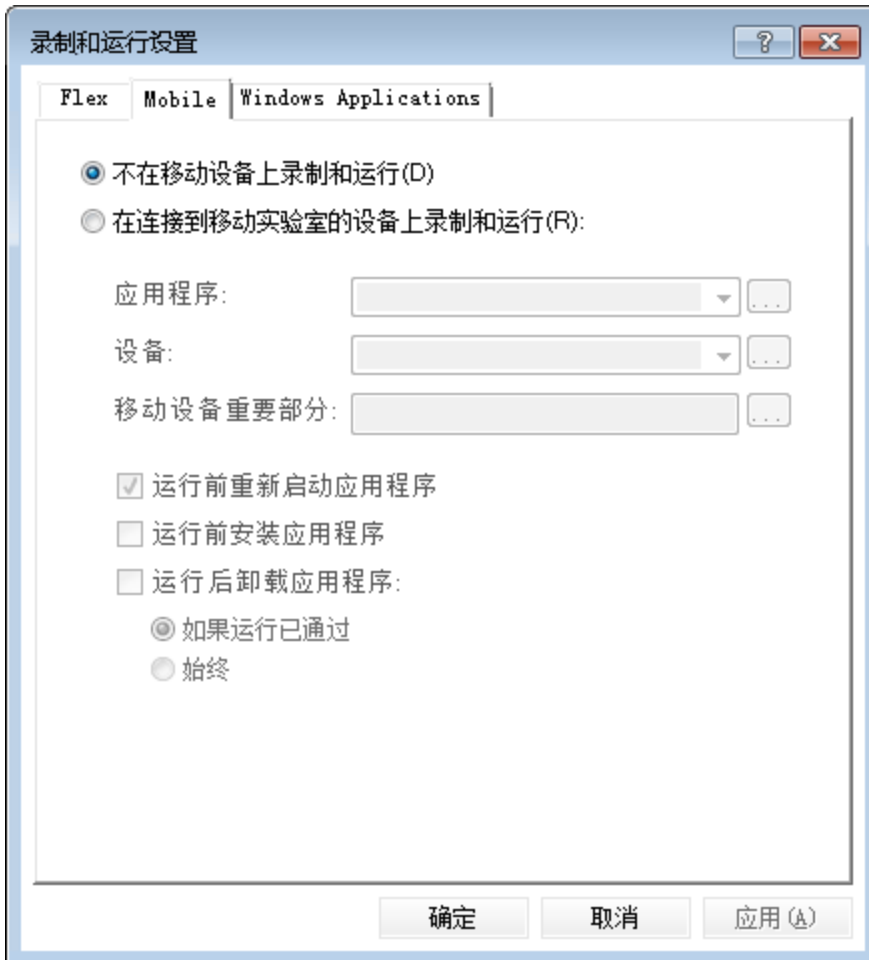 录制和运行设置
Flex Mobile Windows Applications
不在移动设备上录制和运行(D)
在连接到移动实验室的设备上录制和运行(R):
应用程序: ...
设备: ...
移动设备重要部分: ...
运行前重新启动应用程序
运行前安装应用程序
运行后卸载应用程序:
如果运行已通过
始终
确定 取消 应用(A)